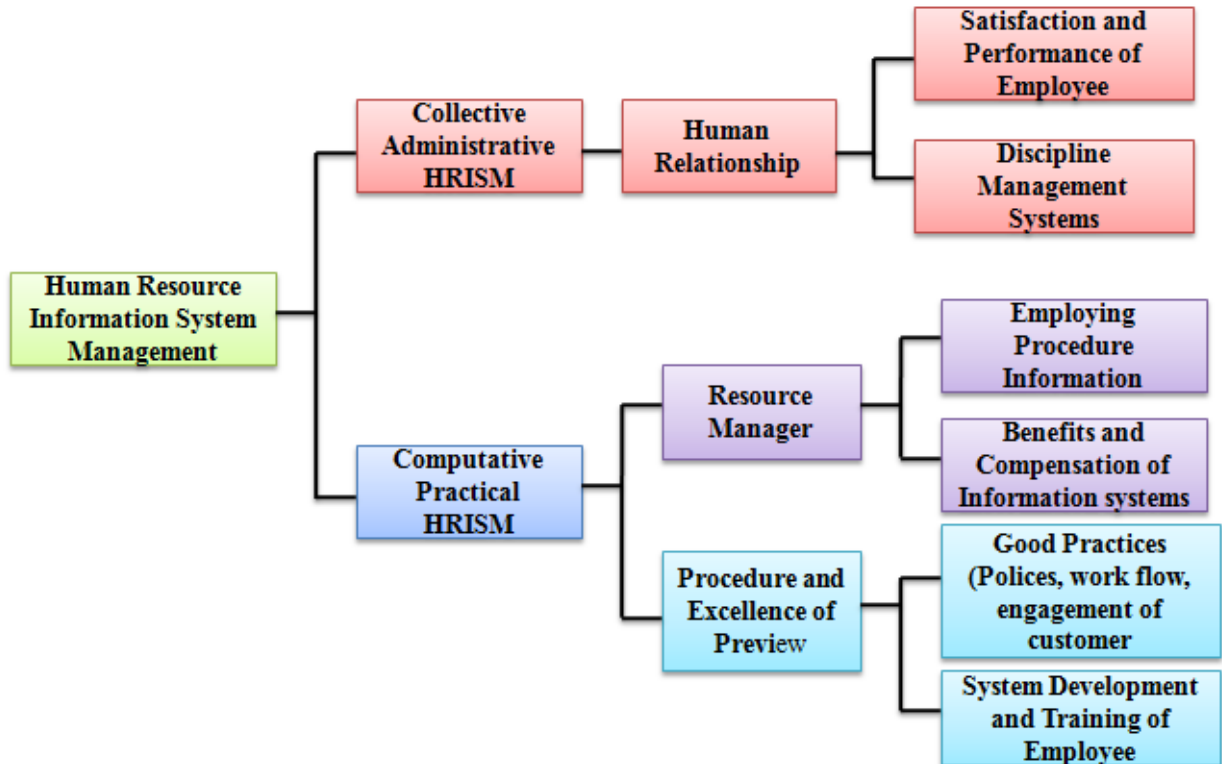 Satisfaction and
Performance of
Employee
Collective
Administrative
HRISM
Human
Relationship
Discipline
Management
Systems
Human Resource
Information System
Management
Employing
Procedure
Information
Resource
Manager
Benefits and
Compensation of
Information systems
Computative
Practical
HRISM
Good Practices
(Polices, work flow,
engagement of
customer
Procedure and
Excellence of
Preview
System Development
and Training of
Employee